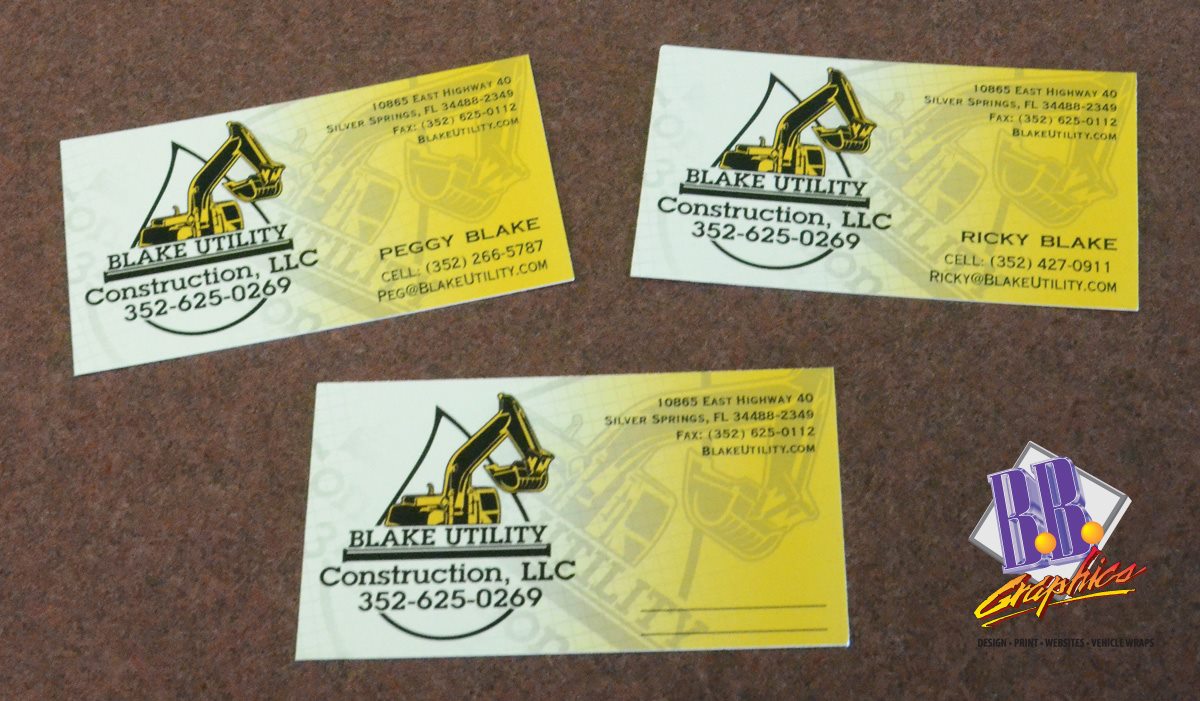 10865 East Highway 40
Silver Springs, FL 34488-2349
Fax: (352) 625-0112
BlakeUtility.com
BLAKE UTILITY
Construction, LLC
352-625-0269
PEGGY BLAKE
CELL: (352) 266-5787
Peg@BlakeUtility.com
10865 East Highway 40
Silver Springs, FL 34488-2349
Fax: (352) 625-0112
BlakeUtility.com
BLAKE UTILITY
Construction, LLC
352-625-0269
RICKY BLAKE
CELL: (352) 427-0911
Ricky@BlakeUtility.com
10865 East Highway 40
Silver Springs, FL 34488-2349
Fax: (352) 625-0112
BlakeUtility.com
BLAKE UTILITY
Construction, LLC
352-625-0269
B.B.
Graphics
DESIGN • PRINT • WEBSITES • VEHICLE WRAPS